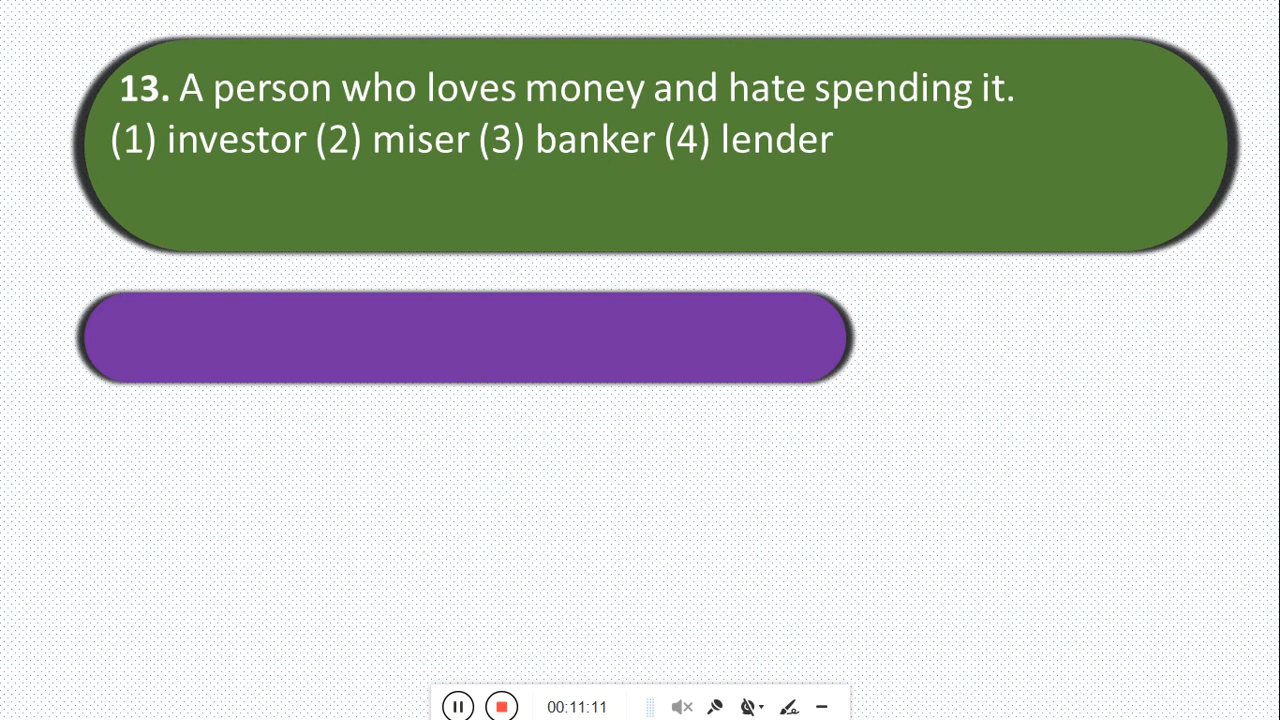 13. A person who loves money and hate spending it.
(1) investor (2) miser (3) banker (4) lender
00:11:11